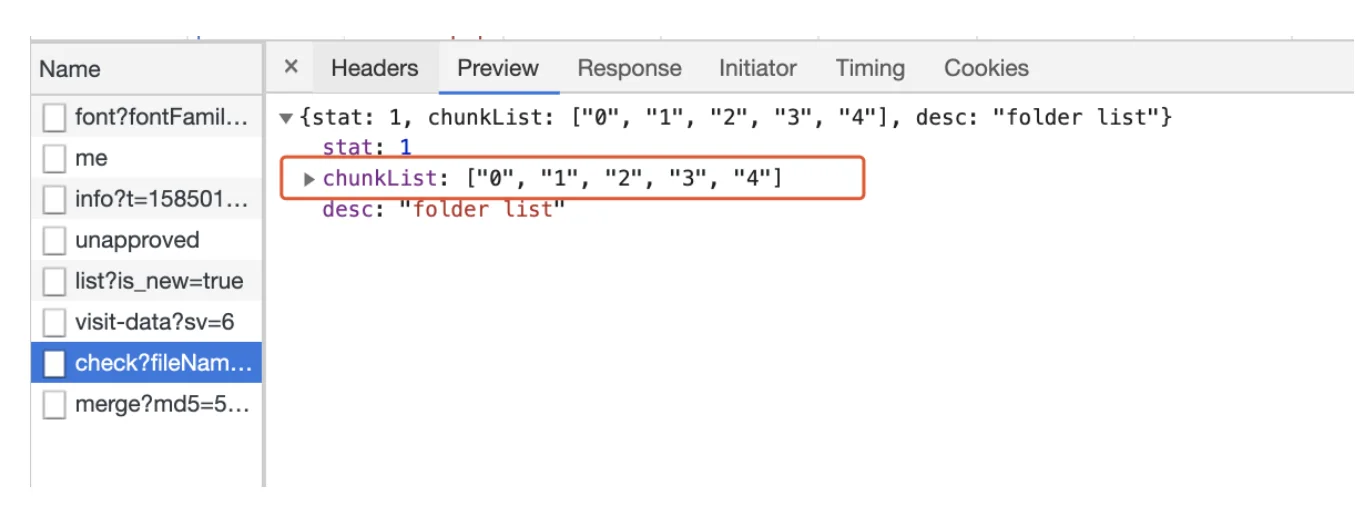 Name
× Headers Preview Response Initiator Timing Cookies
font?fontFamil...
me
info?t=158501...
unapproved
list?is_new=true
visit-data?sv=6
check?fileNam...
merge?md5=5...
{stat: 1, chunkList: ["0", "1", "2", "3", "4"], desc: "folder list"}
stat: 1
chunkList: ["0", "1", "2", "3", "4"]
desc: "folder list"